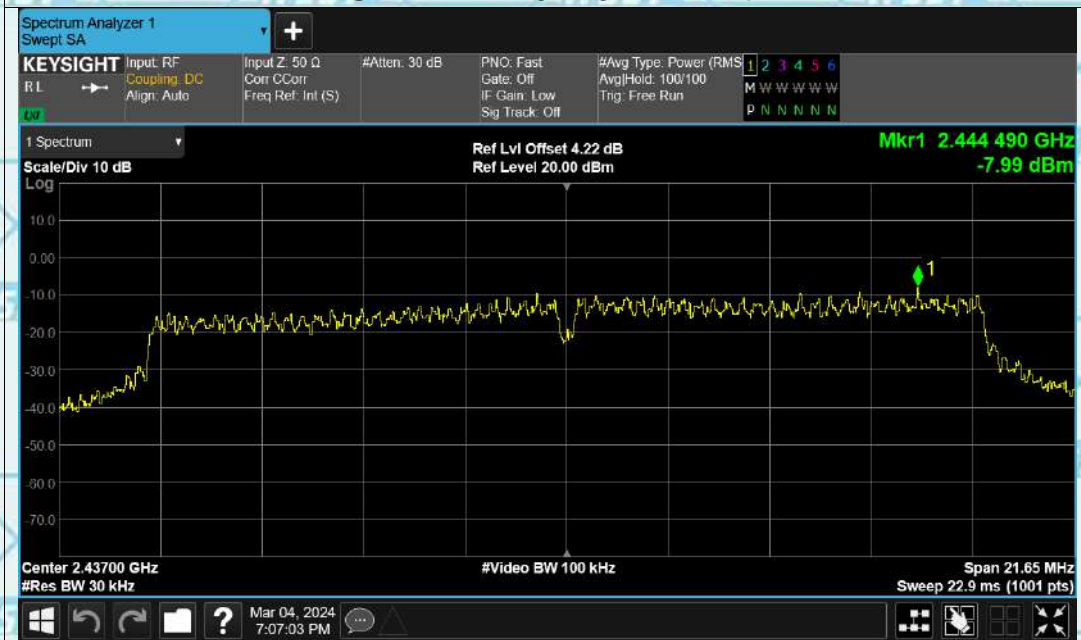 Spectrum Analyzer 1
Swept SA
+
KEYSIGHT
RL
LXI
Input: RF
Coupling: DC
Align: Auto
Input Z: 50 Ω
Corr CCorr
Freq Ref: Int (S)
#Atten: 30 dB
PNO: Fast
Gate: Off
IF Gain: Low
Sig Track: Off
#Avg Type: Power (RMS
Avg|Hold: 100/100
Trig: Free Run
1 2 3 4 5 6
M W W W W W
P N N N N N
1 Spectrum
Scale/Div 10 dB
Ref Lvl Offset 4.22 dB
Ref Level 20.00 dBm
Mkr1 2.444 490 GHz
-7.99 dBm
Log
10.0
0.00
-10.0
-20.0
-30.0
-40.0
-50.0
-60.0
-70.0
1
Center 2.43700 GHz
#Res BW 30 kHz
#Video BW 100 kHz
Span 21.65 MHz
Sweep 22.9 ms (1001 pts)
?
Mar 04, 2024
7:07:03 PM